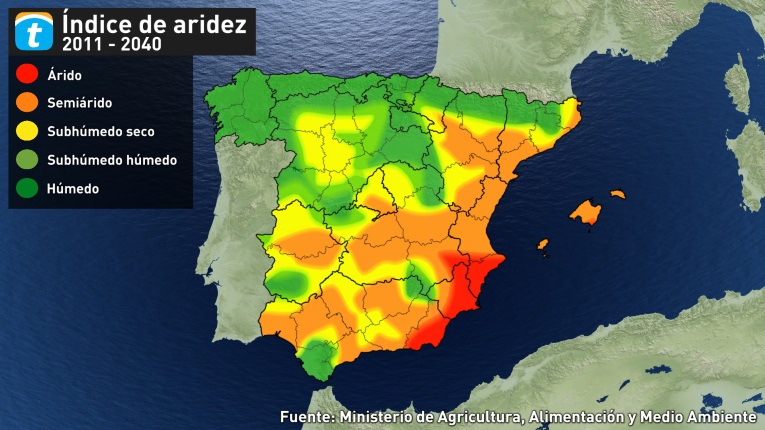 t
Índice de aridez
2011 - 2040
Árido
Semiárido
Subhúmedo seco
Subhúmedo húmedo
Húmedo
Fuente: Ministerio de Agricultura, Alimentación y Medio Ambiente